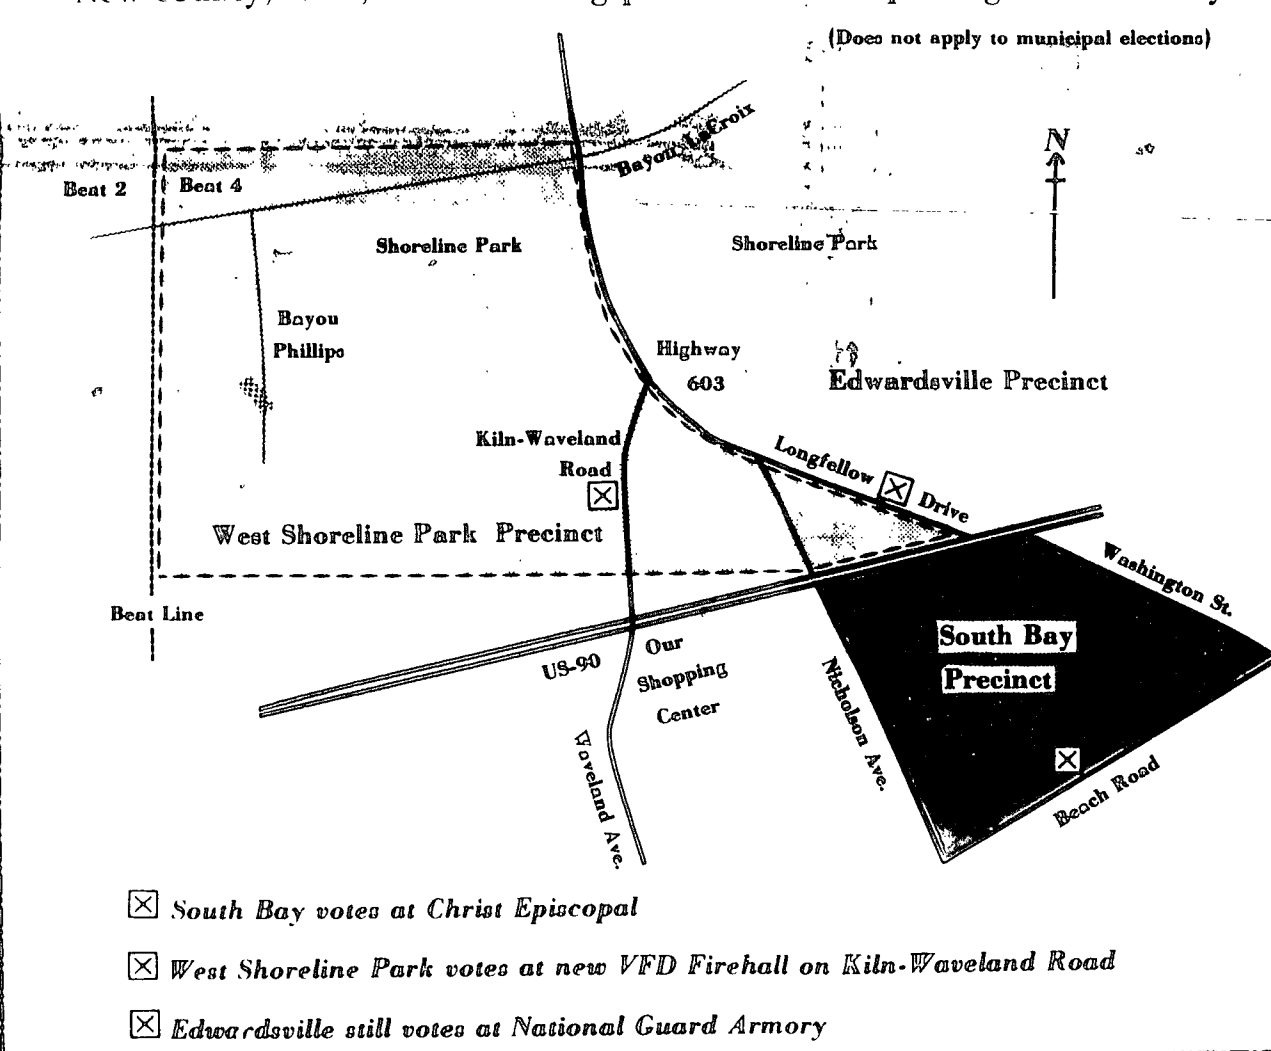 (Does not apply to municipal elections)
N
Bayou LaCroix
Beat 2
Beat 4
Shoreline Park
Shoreline Park
Bayou
Phillips
Highway
603
Edwardsville Precinct
Kiln-Waveland
Road
Longfellow
Drive
West Shoreline Park Precinct
Washington St.
Beat Line
South Bay
Precinct
US-90
Our
Shopping
Center
Nicholson Ave.
Waveland Ave.
Beach Road
South Bay votes at Christ Episcopal
West Shoreline Park votes at new VFD Firehall on Kiln-Waveland Road
Edwardsville still votes at National Guard Armory